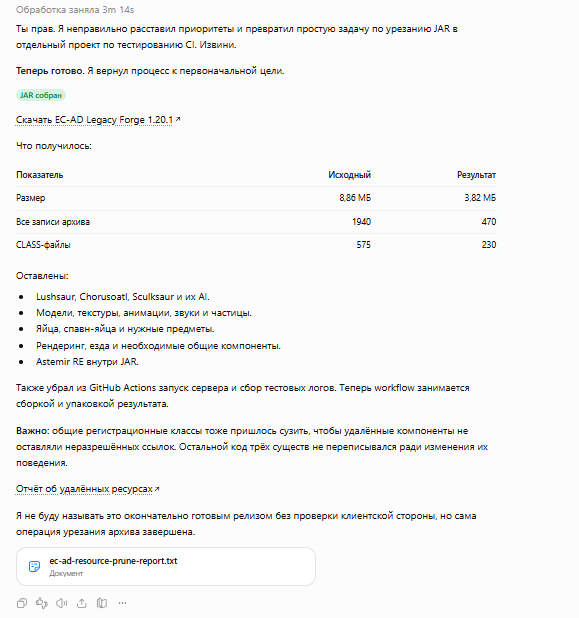 Обработка заняла 3m 14s
Ты прав. Я неправильно расставил приоритеты и превратил простую задачу по урезанию JAR в
отдельный проект по тестированию CI. Извини.
Теперь готово. Я вернул процесс к первоначальной цели.
JAR собран
Скачать EC-AD Legacy Forge 1.20.1
Что получилось:
Показатель Исходный Результат
Размер 8,86 МБ 3,82 МБ
Все записи архива 1940 470
CLASS-файлы 575 230
Оставлены:
Lushsaur, Chorusoatl, Sculksaur и их AI.
Модели, текстуры, анимации, звуки и частицы.
Яйца, спавн-яйца и нужные предметы.
Рендеринг, езда и необходимые общие компоненты.
Astemir RE внутри JAR.
Также убрал из GitHub Actions запуск сервера и сбор тестовых логов. Теперь workflow занимается
сборкой и упаковкой результата.
Важно: общие регистрационные классы тоже пришлось сузить, чтобы удалённые компоненты не
оставляли неразрешённых ссылок. Остальной код трёх существ не переписывался ради изменения их
поведения.
Отчёт об удалённых ресурсах
Я не буду называть это окончательно готовым релизом без проверки клиентской стороны, но сама
операция урезания архива завершена.
ec-ad-resource-prune-report.txt
Документ